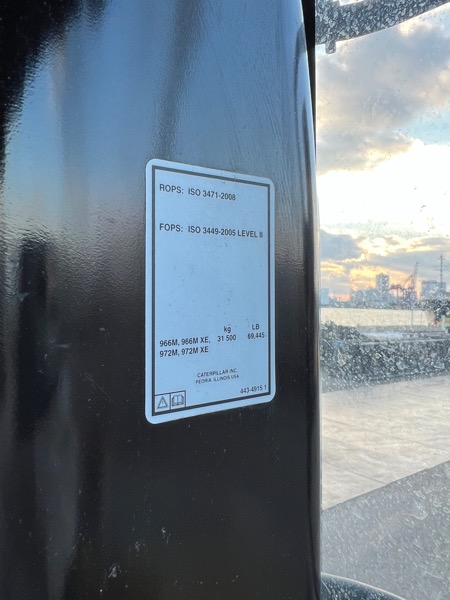 ROPS: ISO 3471-2008
FOPS: ISO 3449-2005 LEVEL II
kg LB
966M, 966M XE, 31 500 69,445
972M, 972M XE
CATERPILLAR INC.
PEORIA ILLINOIS USA
443-4915 1